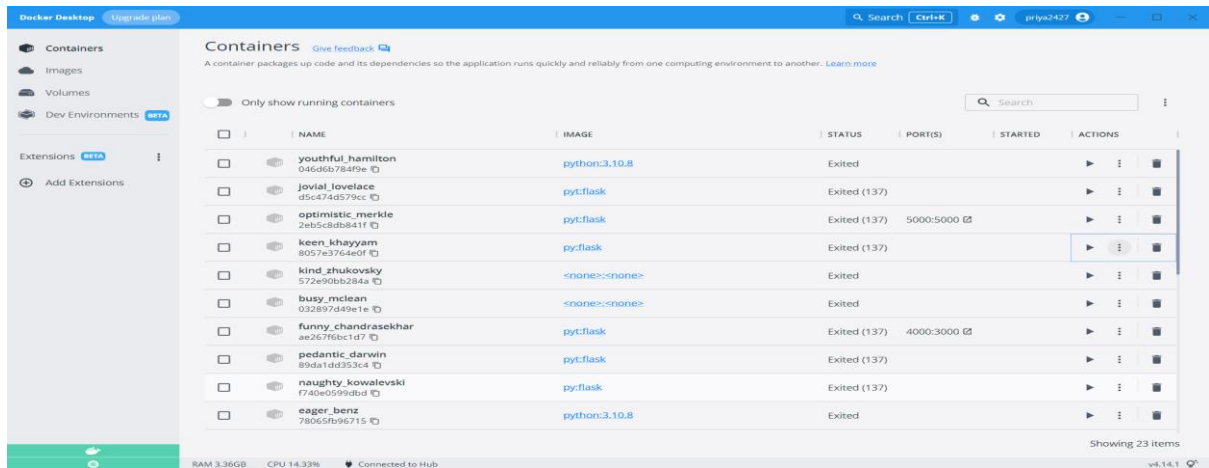 Docker Desktop Upgrade plan Search Ctrl+K priya2427
Containers
Images
Volumes
Dev Environments BETA
Extensions BETA
Add Extensions
Containers Give feedback
A container packages up code and its dependencies so the application runs quickly and reliably from one computing environment to another. Learn more
Only show running containers Search
NAME IMAGE STATUS PORT(S) STARTED ACTIONS
youthful_hamilton
046d6b784f9e python:3.10.8 Exited
jovial_lovelace
d5c474d579cc pyt:flask Exited (137)
optimistic_merkle
2eb5c8db841f pyt:flask Exited (137) 5000:5000
keen_khayyam
8057e3764e0f py:flask Exited (137)
kind_zhukovsky
572e90bb284a <none>:<none> Exited
busy_mclean
032897d49e1e <none>:<none> Exited
funny_chandrasekhar
ae267f6bc1d7 pyt:flask Exited (137) 4000:3000
pedantic_darwin
89da1dd353c4 pyt:flask Exited (137)
naughty_kowalevski
f740e0599dbd py:flask Exited (137)
eager_benz
78065fb96715 python:3.10.8 Exited
Showing 23 items
RAM 3.36GB CPU 14.33% Connected to Hub v4.14.1